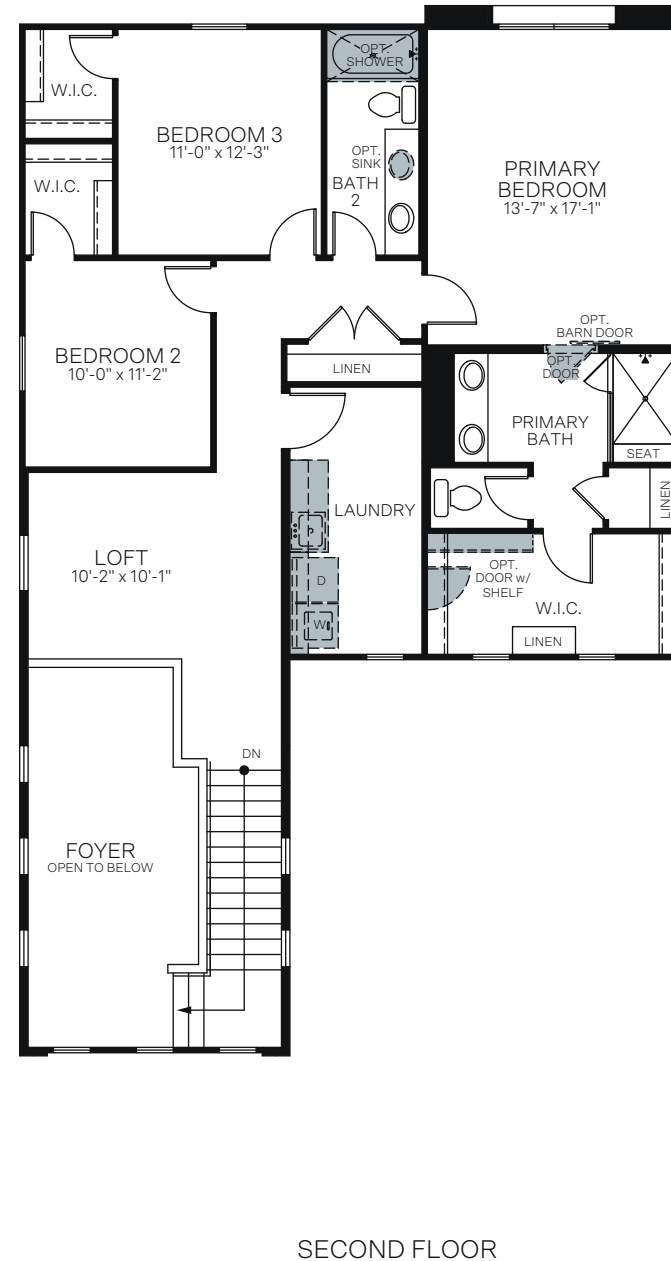 OPT.
SHOWER
W.I.C.
BEDROOM 3
11'-0" x 12'-3"
OPT.
SINK
BATH
2
PRIMARY
BEDROOM
13'-7" x 17'-1"
W.I.C.
OPT.
BARN DOOR
BEDROOM 2
10'-0" x 11'-2"
LINEN
OPT.
DOOR
PRIMARY
BATH
SEAT
LINEN
LAUNDRY
LOFT
10'-2" x 10'-1"
D
W
OPT.
DOOR w/
SHELF
W.I.C.
LINEN
DN
FOYER
OPEN TO BELOW
SECOND FLOOR